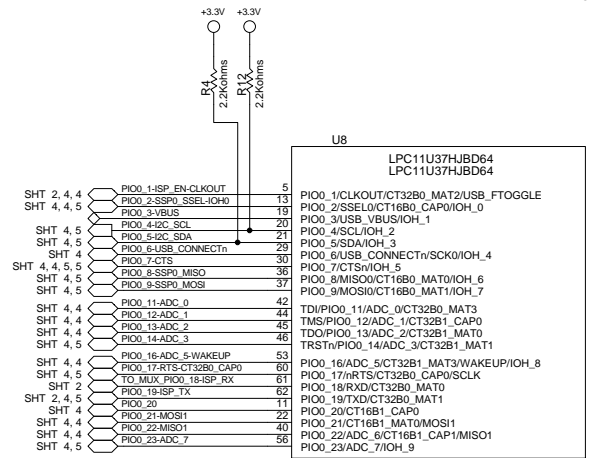 +3.3V +3.3V
R4 2.2Kohms R12 2.2Kohms
U8
LPC11U37HJBD64
LPC11U37HJBD64
SHT 2, 4, 4 PIO0_1-ISP_EN-CLKOUT 5 PIO0_1/CLKOUT/CT32B0_MAT2/USB_FTOGGLE
SHT 4, 4, 5 PIO0_2-SSP0_SSEL-IOH0 13 PIO0_2/SSEL0/CT16B0_CAP0/IOH_0
PIO0_3-VBUS 19 PIO0_3/USB_VBUS/IOH_1
SHT 4, 5 PIO0_4-I2C_SCL 20 PIO0_4/SCL/IOH_2
SHT 4, 5 PIO0_5-I2C_SDA 21 PIO0_5/SDA/IOH_3
SHT 4 PIO0_6-USB_CONNECTn 29 PIO0_6/USB_CONNECTn/SCK0/IOH_4
SHT 4, 4, 5, 5 PIO0_7-CTS 30 PIO0_7/CTSn/IOH_5
SHT 4, 5 PIO0_8-SSP0_MISO 36 PIO0_8/MISO0/CT16B0_MAT0/IOH_6
SHT 4, 5 PIO0_9-SSP0_MOSI 37 PIO0_9/MOSI0/CT16B0_MAT1/IOH_7
SHT 4, 4 PIO0_11-ADC_0 42 TDI/PIO0_11/ADC_0/CT32B0_MAT3
SHT 4, 4 PIO0_12-ADC_1 44 TMS/PIO0_12/ADC_1/CT32B1_CAP0
SHT 4, 4 PIO0_13-ADC_2 45 TDO/PIO0_13/ADC_2/CT32B1_MAT0
SHT 4, 5 PIO0_14-ADC_3 46 TRSTn/PIO0_14/ADC_3/CT32B1_MAT1
SHT 4, 4 PIO0_16-ADC_5-WAKEUP 53 PIO0_16/ADC_5/CT32B1_MAT3/WAKEUP/IOH_8
SHT 4, 5 PIO0_17-RTS-CT32B0_CAP0 60 PIO0_17/nRTS/CT32B0_CAP0/SCLK
SHT 2 TO_MUX_PIO0_18-ISP_RX 61 PIO0_18/RXD/CT32B0_MAT0
SHT 2, 4, 5 PIO0_19-ISP_TX 62 PIO0_19/TXD/CT32B0_MAT1
SHT 4 PIO0_20 11 PIO0_20/CT16B1_CAP0
SHT 4, 4 PIO0_21-MOSI1 22 PIO0_21/CT16B1_MAT0/MOSI1
SHT 4, 4 PIO0_22-MISO1 40 PIO0_22/ADC_6/CT16B1_CAP1/MISO1
SHT 4, 5 PIO0_23-ADC_7 56 PIO0_23/ADC_7/IOH_9